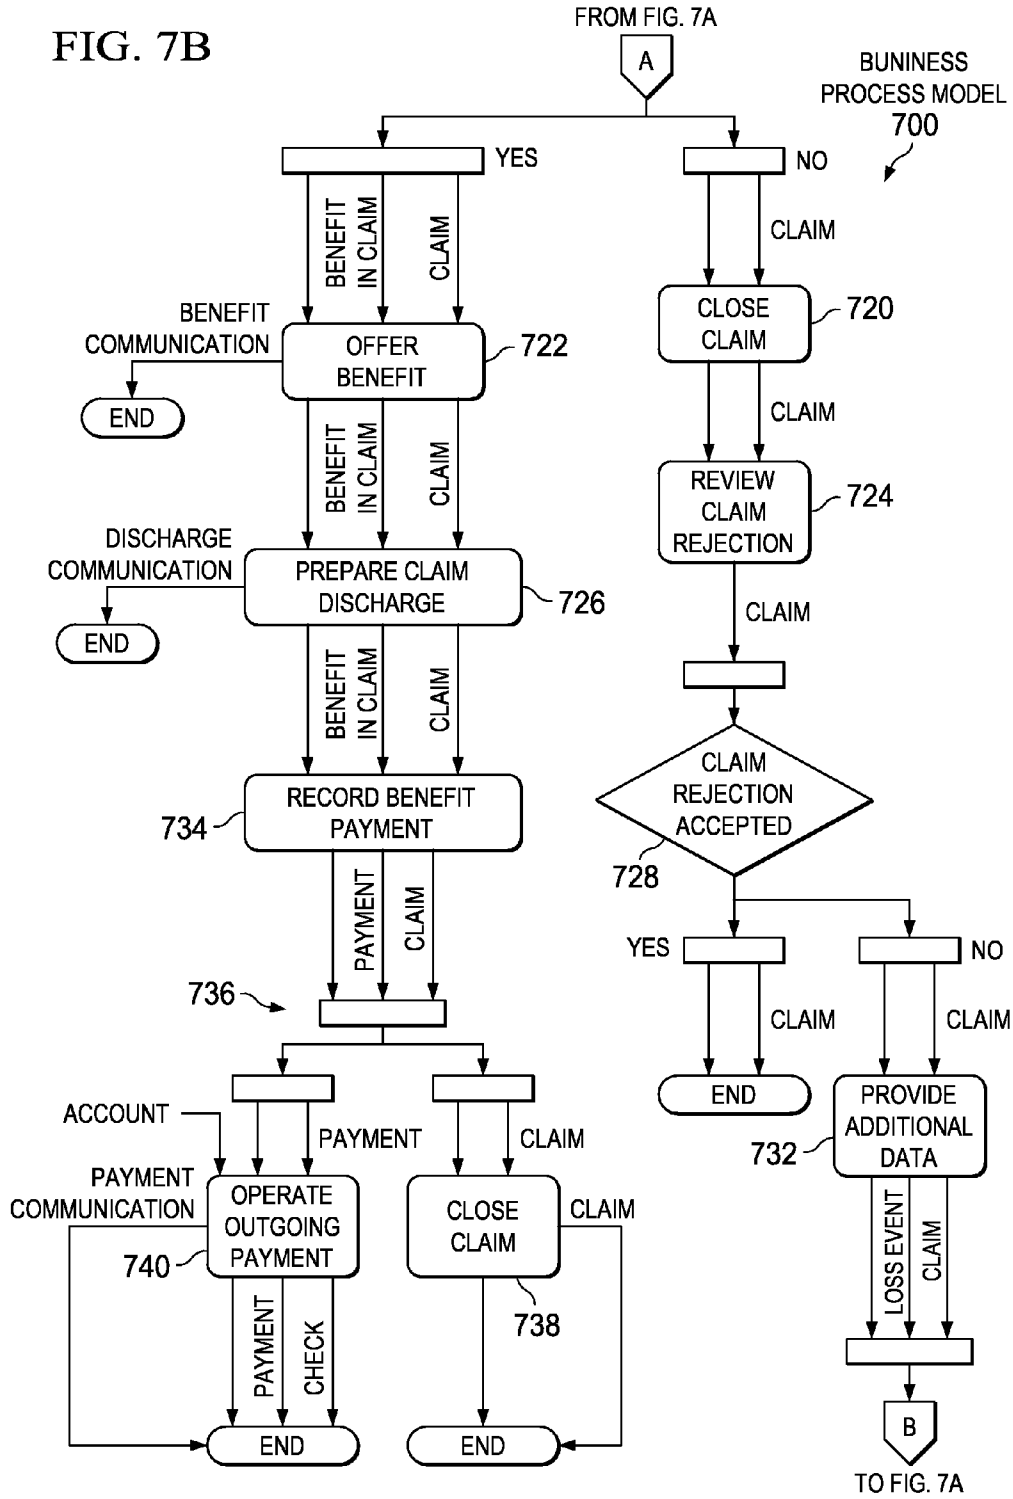 FIG. 7B
FROM FIG. 7A
A
BUNINESS
PROCESS MODEL
700
YES
NO
BENEFIT
IN CLAIM
CLAIM
CLAIM
BENEFIT
COMMUNICATION
OFFER
BENEFIT
722
CLOSE
CLAIM
720
END
BENEFIT
IN CLAIM
CLAIM
CLAIM
REVIEW
CLAIM
REJECTION
724
DISCHARGE
COMMUNICATION
PREPARE CLAIM
DISCHARGE
726
END
CLAIM
BENEFIT
IN CLAIM
CLAIM
CLAIM
REJECTION
ACCEPTED
728
RECORD BENEFIT
PAYMENT
734
PAYMENT
CLAIM
YES
NO
736
CLAIM
CLAIM
END
PROVIDE
ADDITIONAL
DATA
732
ACCOUNT
PAYMENT
CLAIM
PAYMENT
COMMUNICATION
OPERATE
OUTGOING
PAYMENT
740
CLOSE
CLAIM
738
CLAIM
LOSS EVENT
CLAIM
PAYMENT
CHECK
END
END
B
TO FIG. 7A